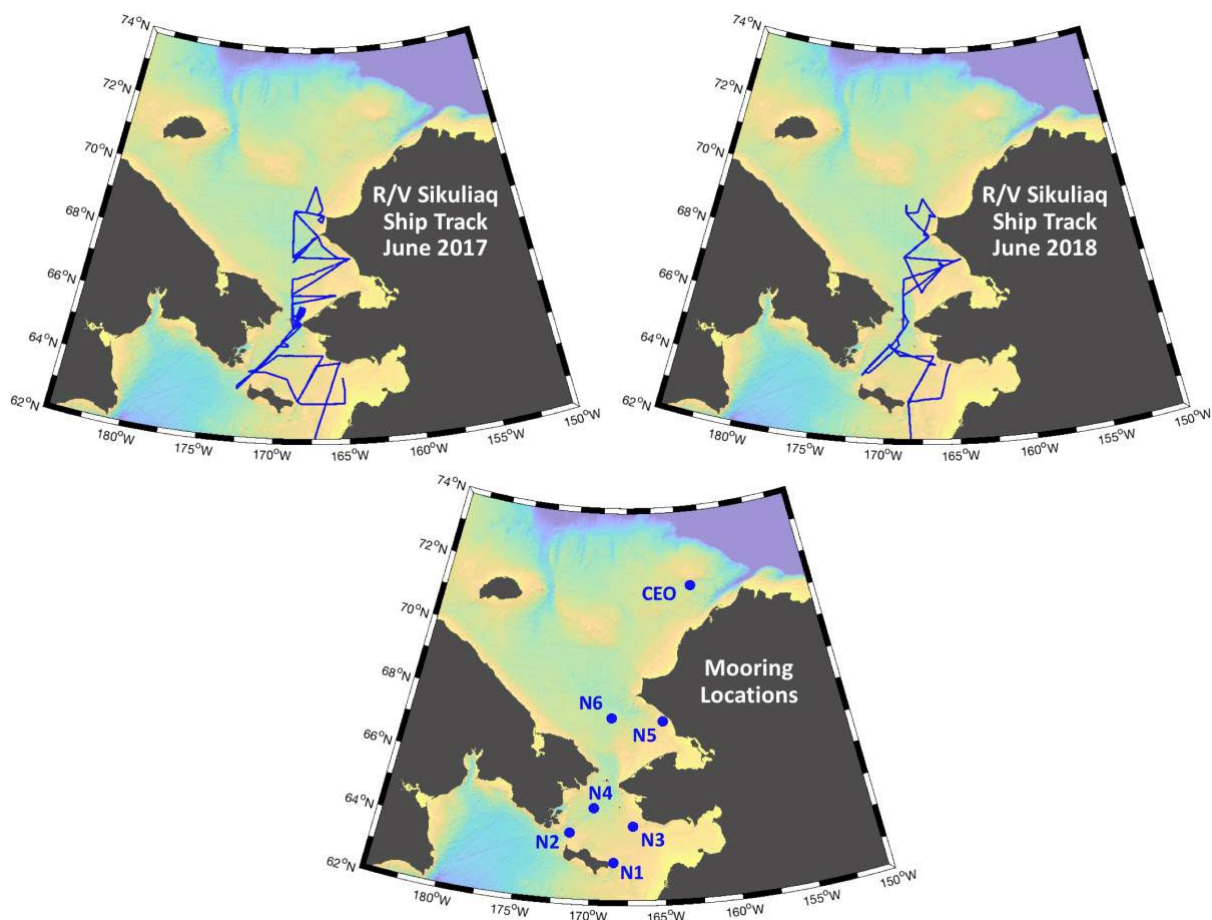 74°N
72°N
70°N
68°N
66°N
64°N
62°N
180°W
175°W
170°W
165°W
160°W
155°W
150°W
R/V Sikuliaq
Ship Track
June 2017
74°N
72°N
70°N
68°N
66°N
64°N
62°N
180°W
175°W
170°W
165°W
160°W
155°W
150°W
R/V Sikuliaq
Ship Track
June 2018
74°N
72°N
70°N
68°N
66°N
64°N
62°N
180°W
175°W
170°W
165°W
160°W
155°W
150°W
CEO
Mooring
Locations
N6
N5
N4
N2
N3
N1